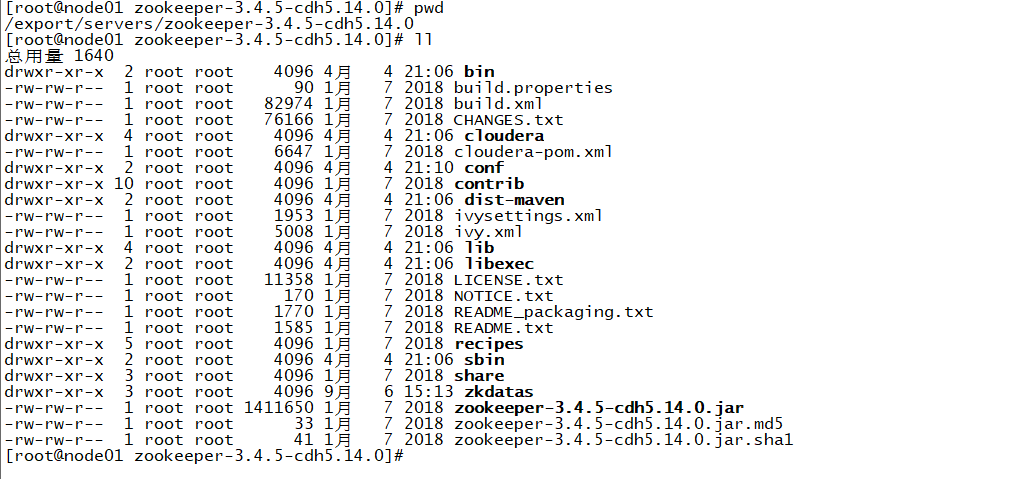 [root@node01 zookeeper-3.4.5-cdh5.14.0]# pwd
/export/servers/zookeeper-3.4.5-cdh5.14.0
[root@node01 zookeeper-3.4.5-cdh5.14.0]# ll
总用量 1640
drwxr-xr-x  2 root root    4096 4月   4 21:06 bin
-rw-rw-r--  1 root root      90 1月   7 2018 build.properties
-rw-rw-r--  1 root root   82974 1月   7 2018 build.xml
-rw-rw-r--  1 root root   76166 1月   7 2018 CHANGES.txt
drwxr-xr-x  4 root root    4096 4月   4 21:06 cloudera
-rw-rw-r--  1 root root    6647 1月   7 2018 cloudera-pom.xml
drwxr-xr-x  2 root root    4096 4月   4 21:10 conf
drwxr-xr-x 10 root root    4096 1月   7 2018 contrib
drwxr-xr-x  2 root root    4096 4月   4 21:06 dist-maven
-rw-rw-r--  1 root root    1953 1月   7 2018 ivysettings.xml
-rw-rw-r--  1 root root    5008 1月   7 2018 ivy.xml
drwxr-xr-x  4 root root    4096 4月   4 21:06 lib
drwxr-xr-x  2 root root    4096 4月   4 21:06 libexec
-rw-rw-r--  1 root root   11358 1月   7 2018 LICENSE.txt
-rw-rw-r--  1 root root     170 1月   7 2018 NOTICE.txt
-rw-rw-r--  1 root root    1770 1月   7 2018 README_packaging.txt
-rw-rw-r--  1 root root    1585 1月   7 2018 README.txt
drwxr-xr-x  5 root root    4096 1月   7 2018 recipes
drwxr-xr-x  2 root root    4096 4月   4 21:06 sbin
drwxr-xr-x  3 root root    4096 1月   7 2018 share
drwxr-xr-x  3 root root    4096 9月   6 15:13 zkdatas
-rw-rw-r--  1 root root 1411650 1月   7 2018 zookeeper-3.4.5-cdh5.14.0.jar
-rw-rw-r--  1 root root      33 1月   7 2018 zookeeper-3.4.5-cdh5.14.0.jar.md5
-rw-rw-r--  1 root root      41 1月   7 2018 zookeeper-3.4.5-cdh5.14.0.jar.sha1
[root@node01 zookeeper-3.4.5-cdh5.14.0]#